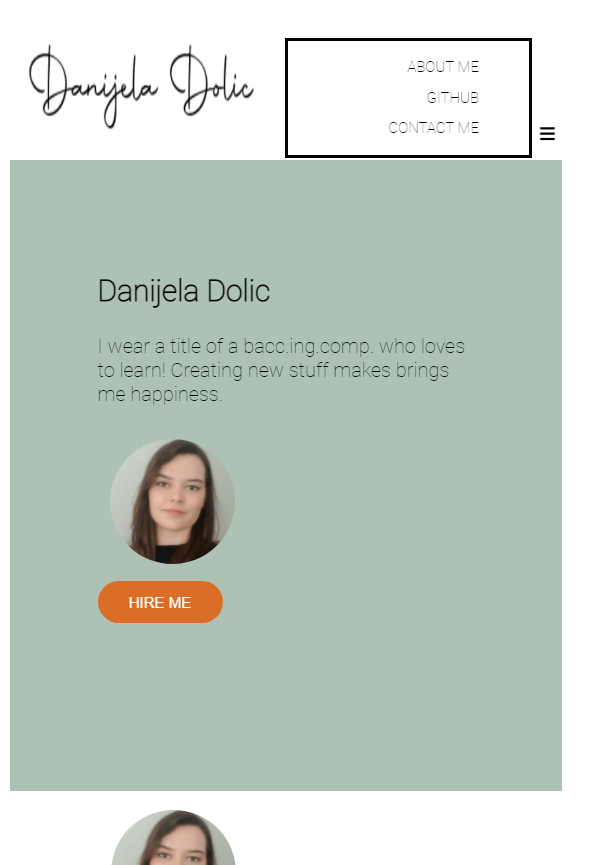 Danijela Dolic
ABOUT ME
GITHUB
CONTACT ME
Danijela Dolic
I wear a title of a bacc.ing.comp. who loves
to learn! Creating new stuff makes brings
me happiness.
HIRE ME